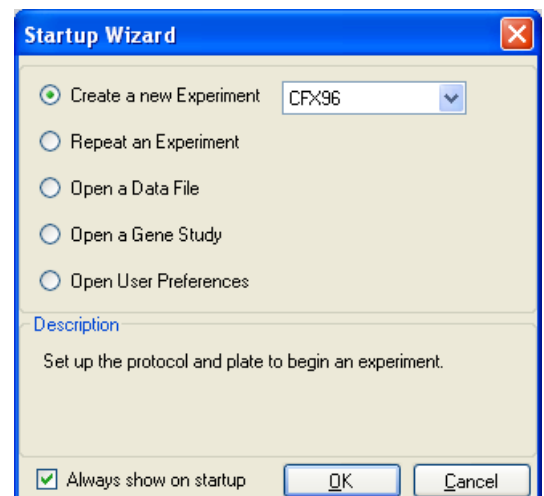 Startup Wizard
Create a new Experiment CFX96
Repeat an Experiment
Open a Data File
Open a Gene Study
Open User Preferences
Description
Set up the protocol and plate to begin an experiment.
Always show on startup OK Cancel